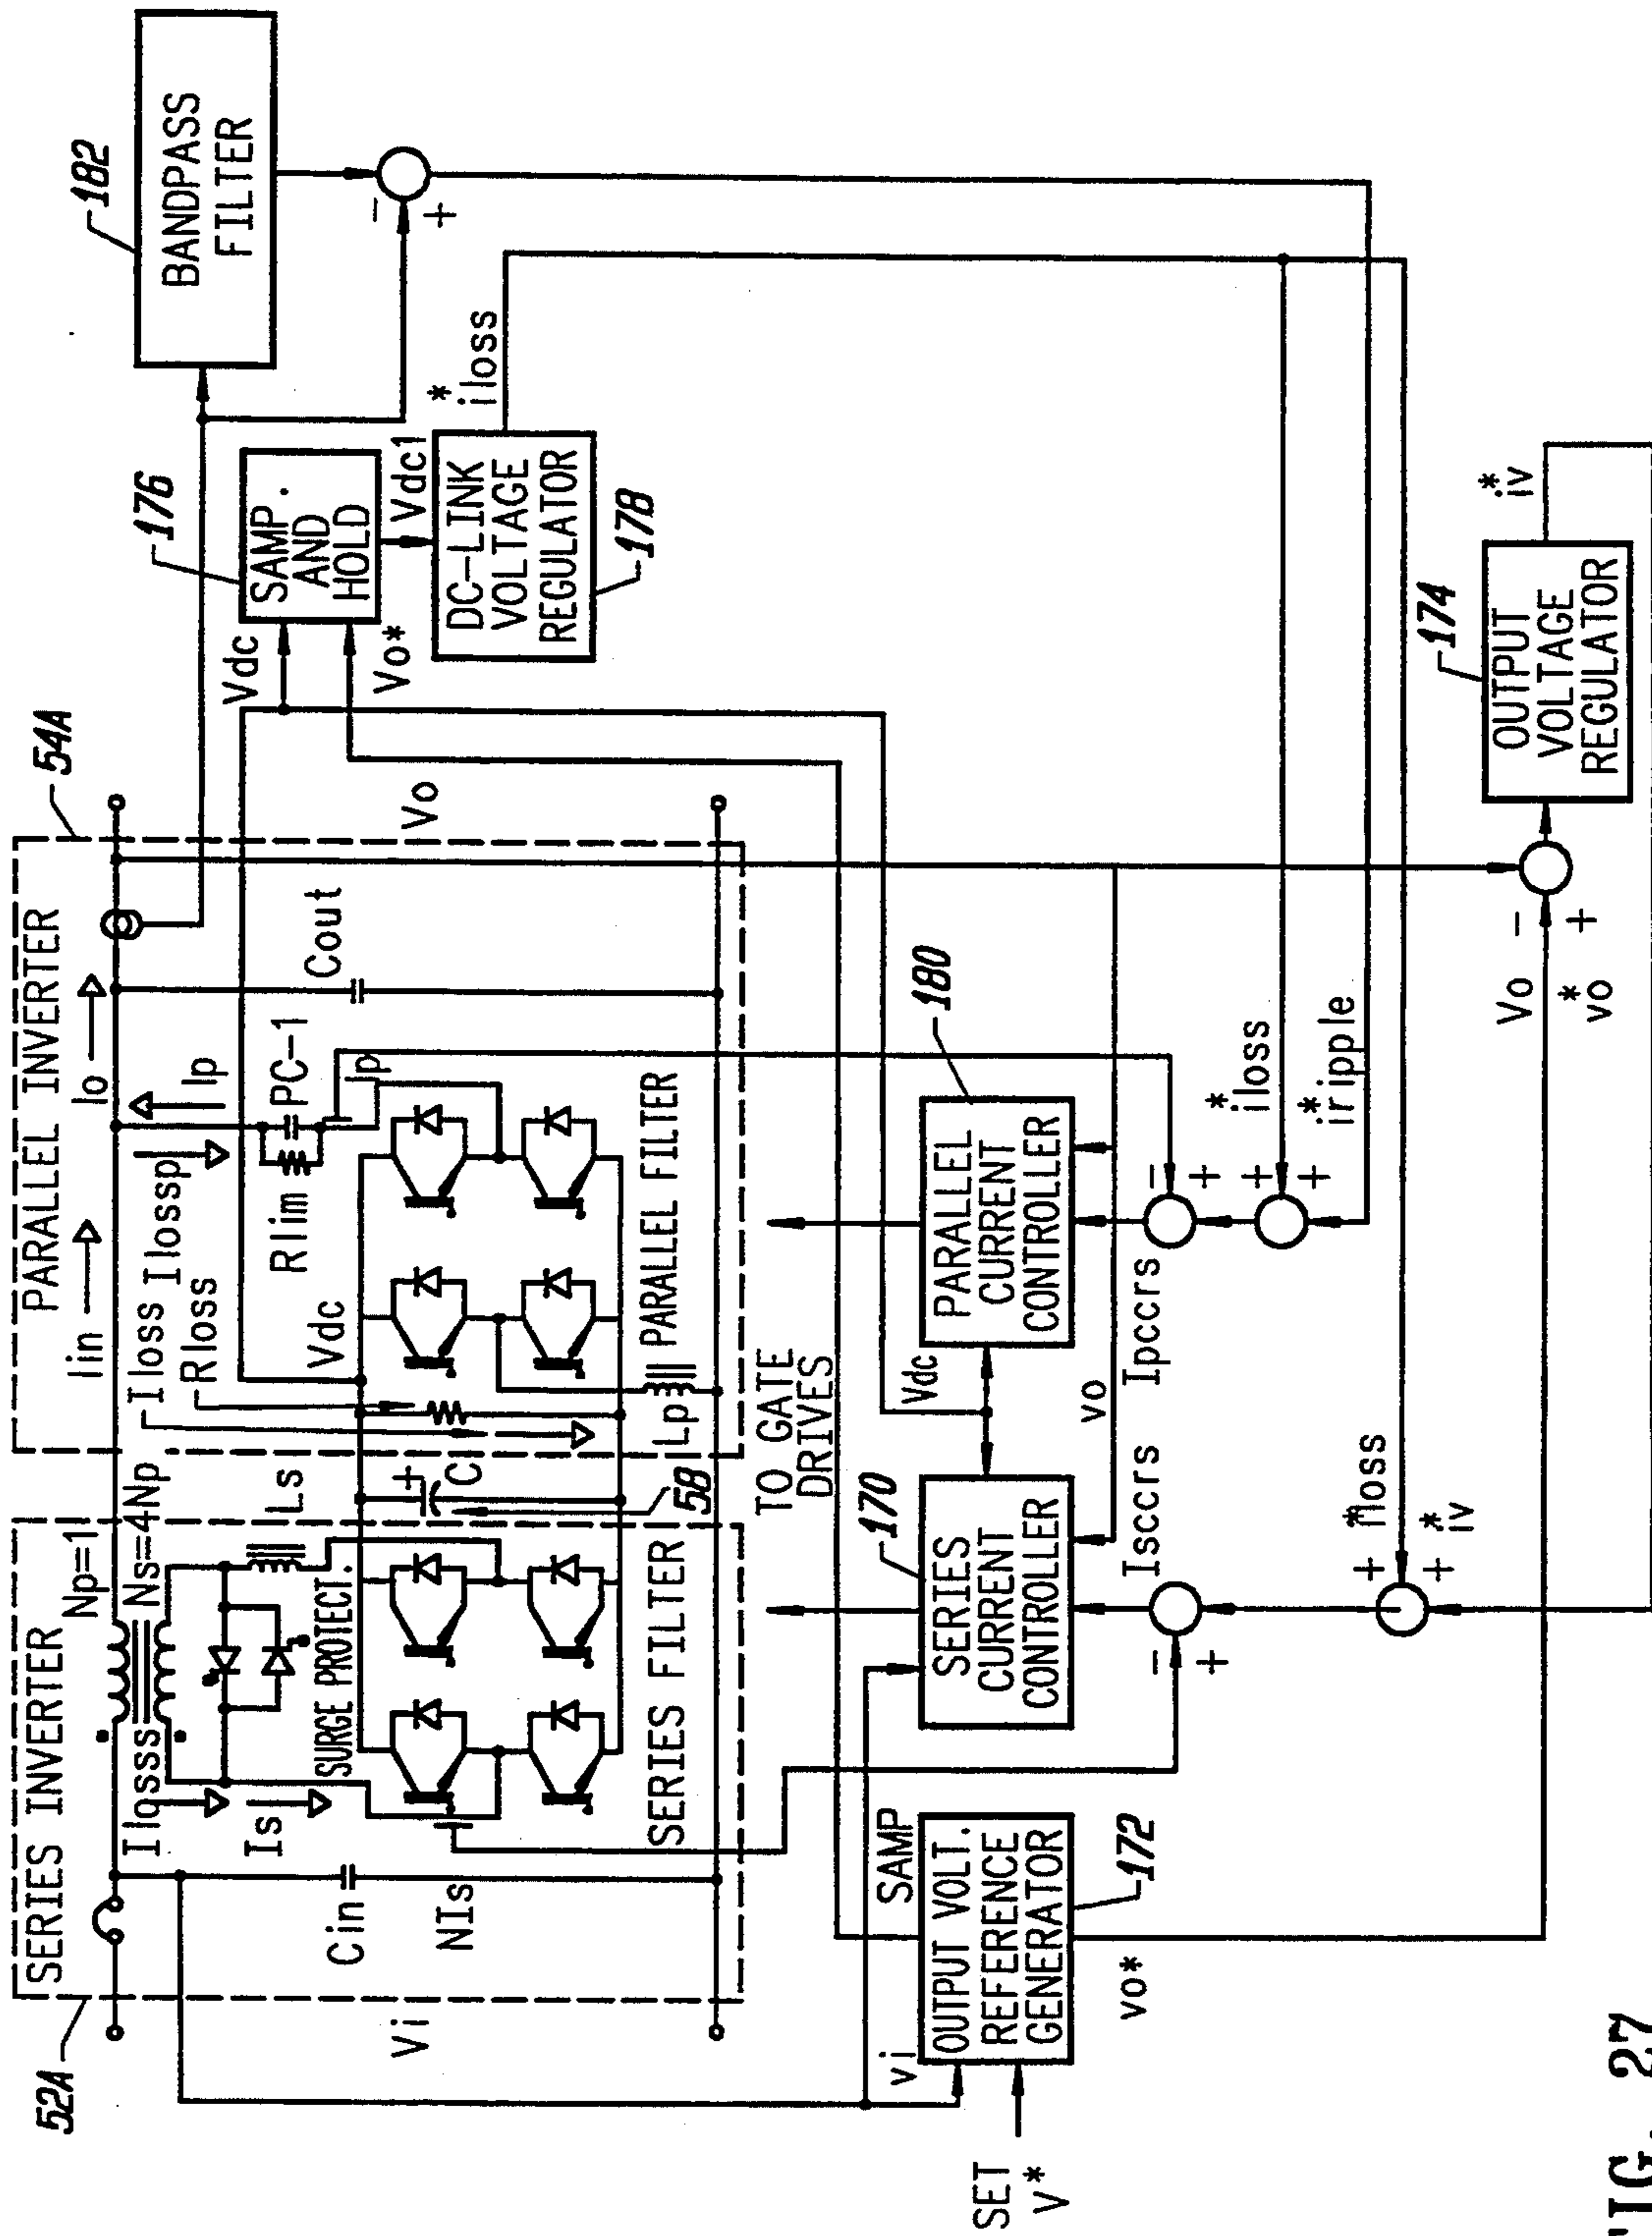 52A
SERIES INVERTER
Np=1
Ns=4Np
Ilosss
Is
Ls
SURGE PROTECT.
Vi
Cin
NIs
SERIES FILTER
C
+
58
PARALLEL INVERTER
54A
Iin
Io
Iloss
Ilossp
Ip
Rloss
Rlim
PC-1
Ip
Vdc
Cout
Lp
PARALLEL FILTER
Vo
182
BANDPASS
FILTER
-
+
176
Vdc
SAMP.
AND
HOLD
Vo*
Vdc1
DC-LINK
VOLTAGE
REGULATOR
178
*
iloss
TO GATE
DRIVES
SET
V*
vi
SAMP
OUTPUT VOLT.
REFERENCE
GENERATOR
172
vo*
170
SERIES
CURRENT
CONTROLLER
Vdc
vo
Isccrs
-
+
180
PARALLEL
CURRENT
CONTROLLER
Ipccrs
-
+
+
+
*
iloss
*
iripple
*
iloss
+
+
*
iv
Vo
-
*
vo
+
174
OUTPUT
VOLTAGE
REGULATOR
*
iv
FIG. 27